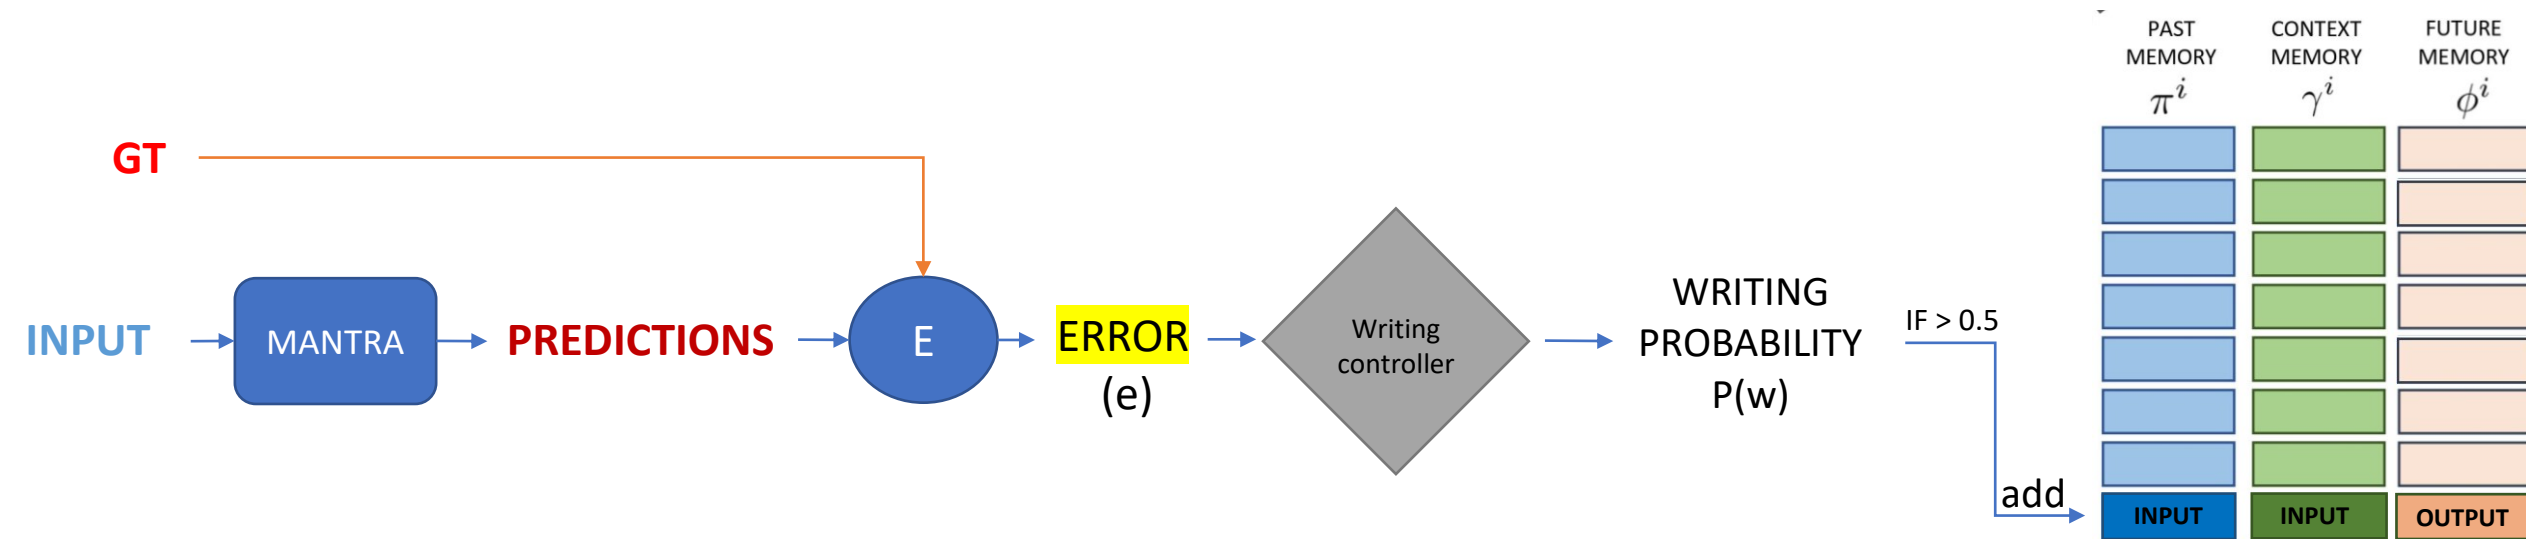 PAST
MEMORY
π^i
CONTEXT
MEMORY
γ^i
FUTURE
MEMORY
ϕ^i
GT
INPUT
MANTRA
PREDICTIONS
E
ERROR
(e)
Writing
controller
WRITING
PROBABILITY
P(w)
IF > 0.5
add
INPUT
INPUT
OUTPUT